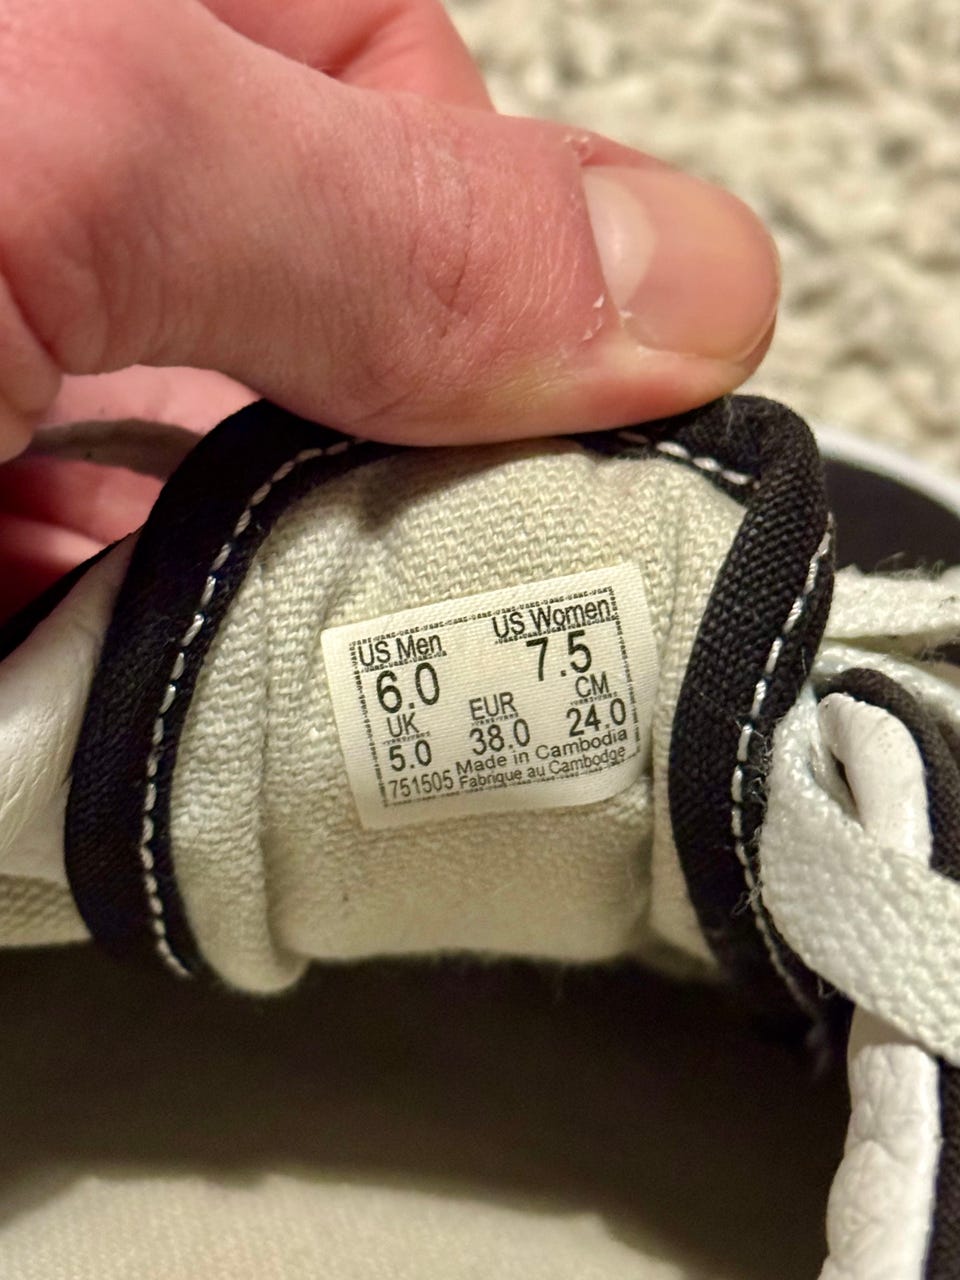 US Men US Women
6.0 7.5
UK EUR CM
5.0 38.0 24.0
751505 Made in Cambodia
Fabrique au Cambodge